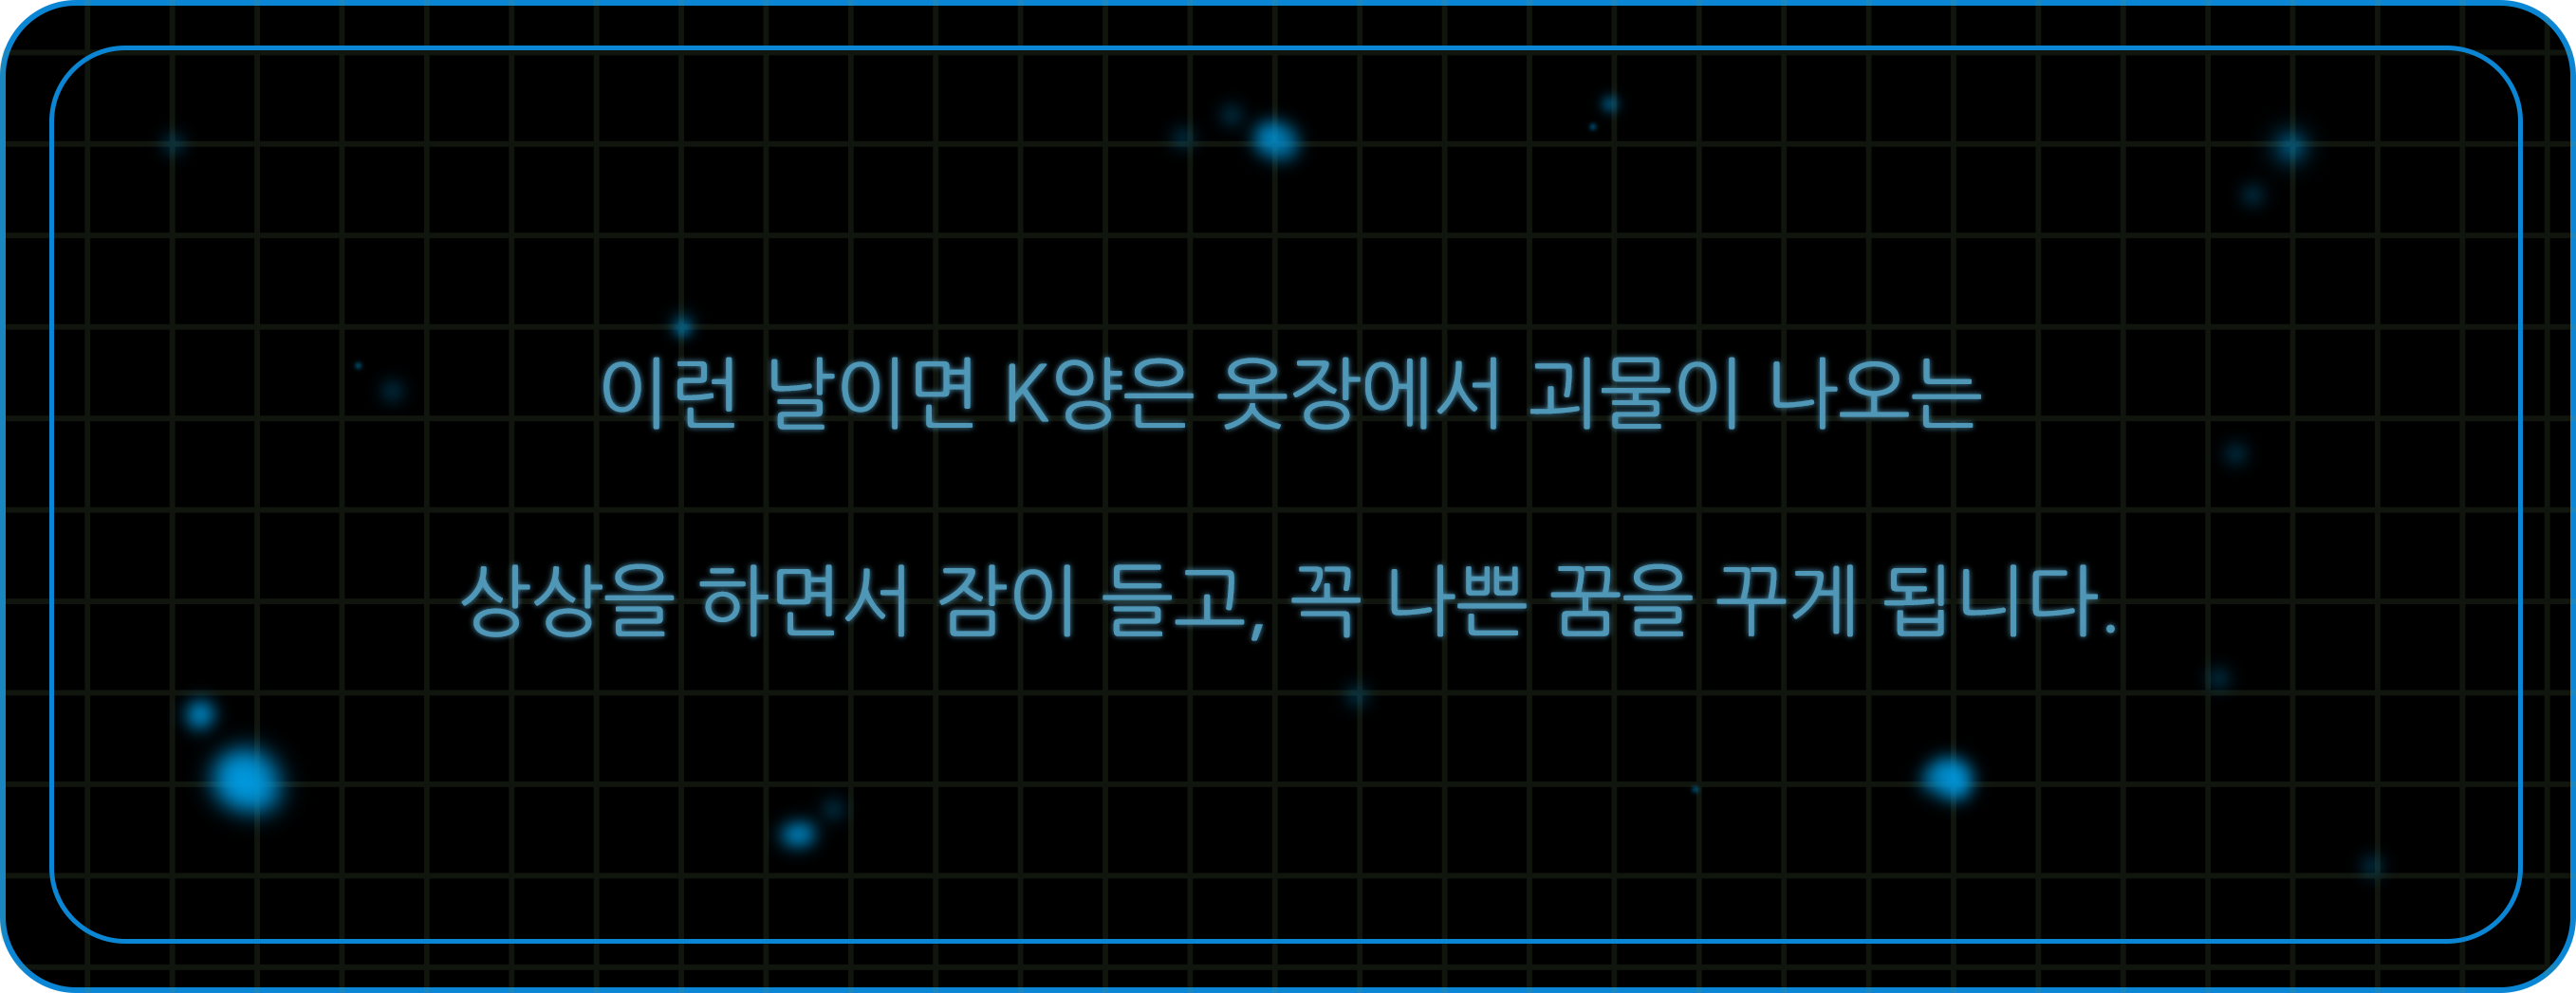 이런 날이면 K양은 옷장에서 괴물이 나오는
상상을 하면서 잠이 들고, 꼭 나쁜 꿈을 꾸게 됩니다.